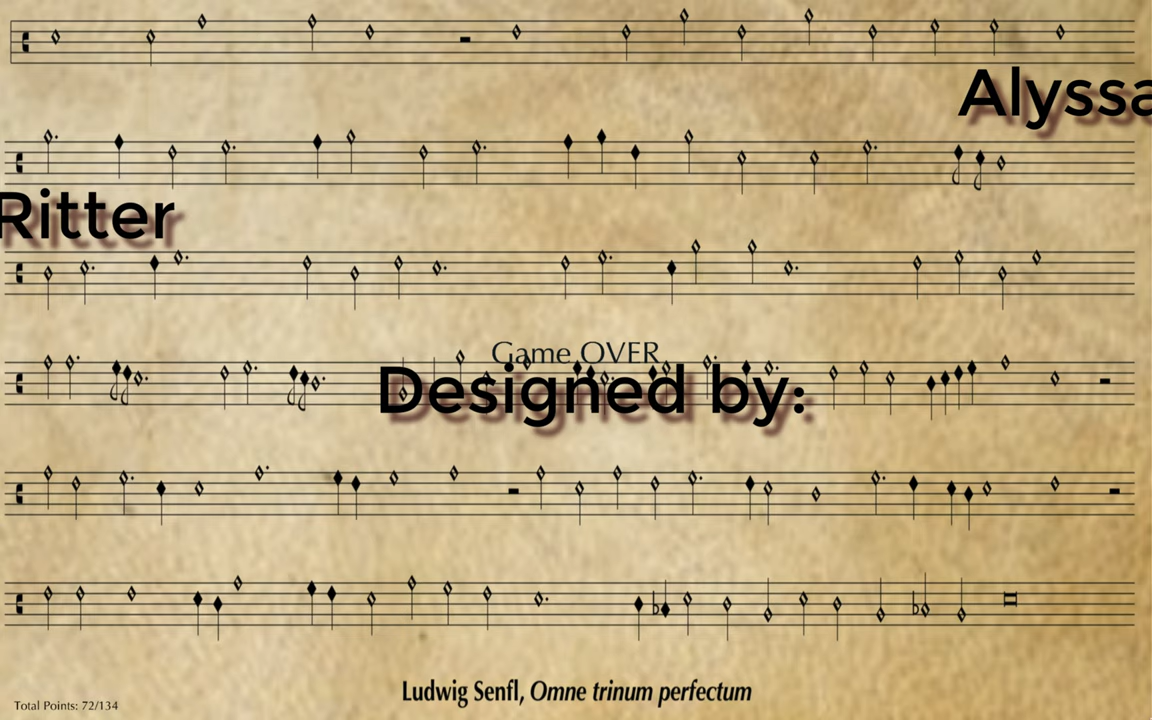 Alyssa
Ritter
Game OVER
Designed by:
Ludwig Senfl, Omne trinum perfectum
Total Points: 72/134